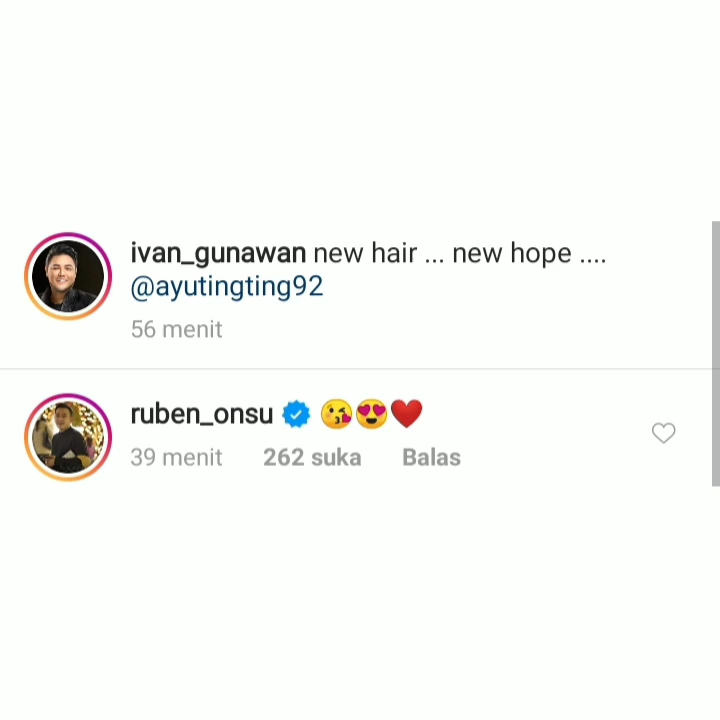 ivan_gunawan new hair ... new hope ....
@ayutingting92
56 menit
ruben_onsu 😘😍❤️
39 menit 262 suka Balas